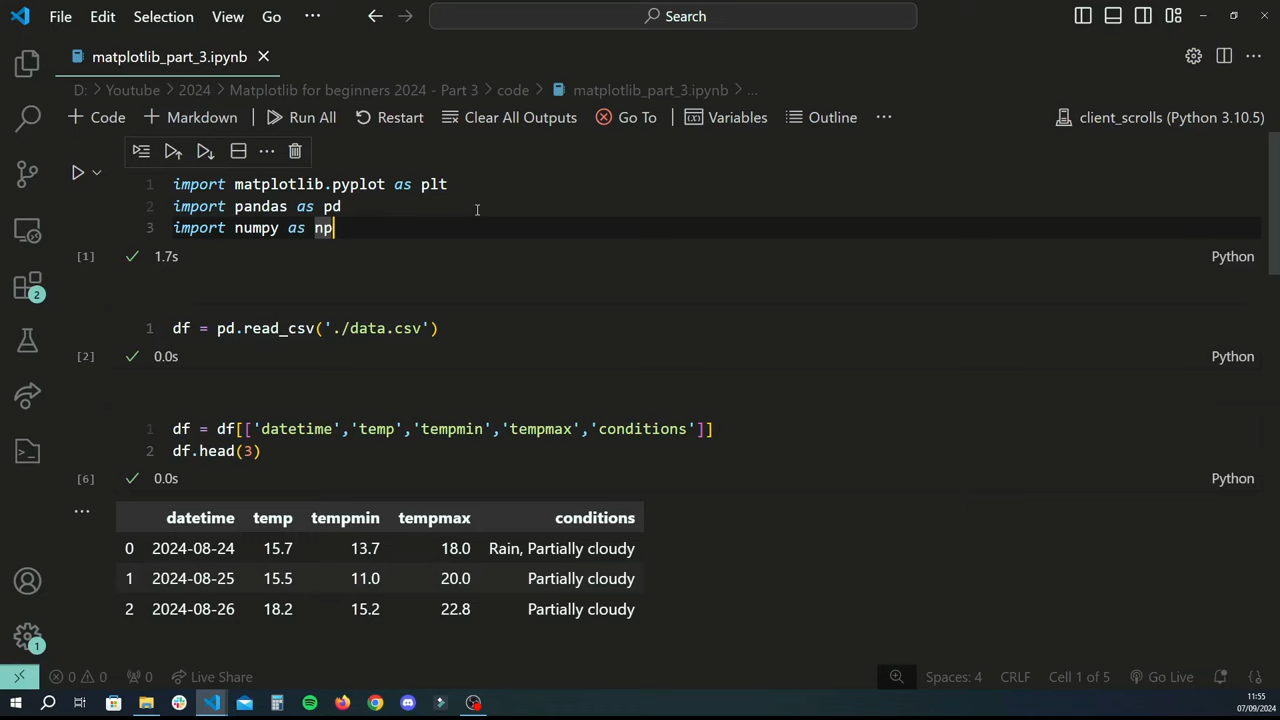 File Edit Selection View Go ··· Search
matplotlib_part_3.ipynb
D: > Youtube > 2024 > Matplotlib for beginners 2024 - Part 3 > code > matplotlib_part_3.ipynb > ...
+ Code + Markdown Run All Restart Clear All Outputs Go To Variables Outline ··· client_scrolls (Python 3.10.5)
1 import matplotlib.pyplot as plt
2 import pandas as pd
3 import numpy as np
[1] 1.7s Python
1 df = pd.read_csv('./data.csv')
[2] 0.0s Python
1 df = df[['datetime','temp','tempmin','tempmax','conditions']]
2 df.head(3)
[6] 0.0s Python
... datetime temp tempmin tempmax conditions
0 2024-08-24 15.7 13.7 18.0 Rain, Partially cloudy
1 2024-08-25 15.5 11.0 20.0 Partially cloudy
2 2024-08-26 18.2 15.2 22.8 Partially cloudy
2
1
0 0 0 Live Share Spaces: 4 CRLF Cell 1 of 5 Go Live
11:55
07/09/2024